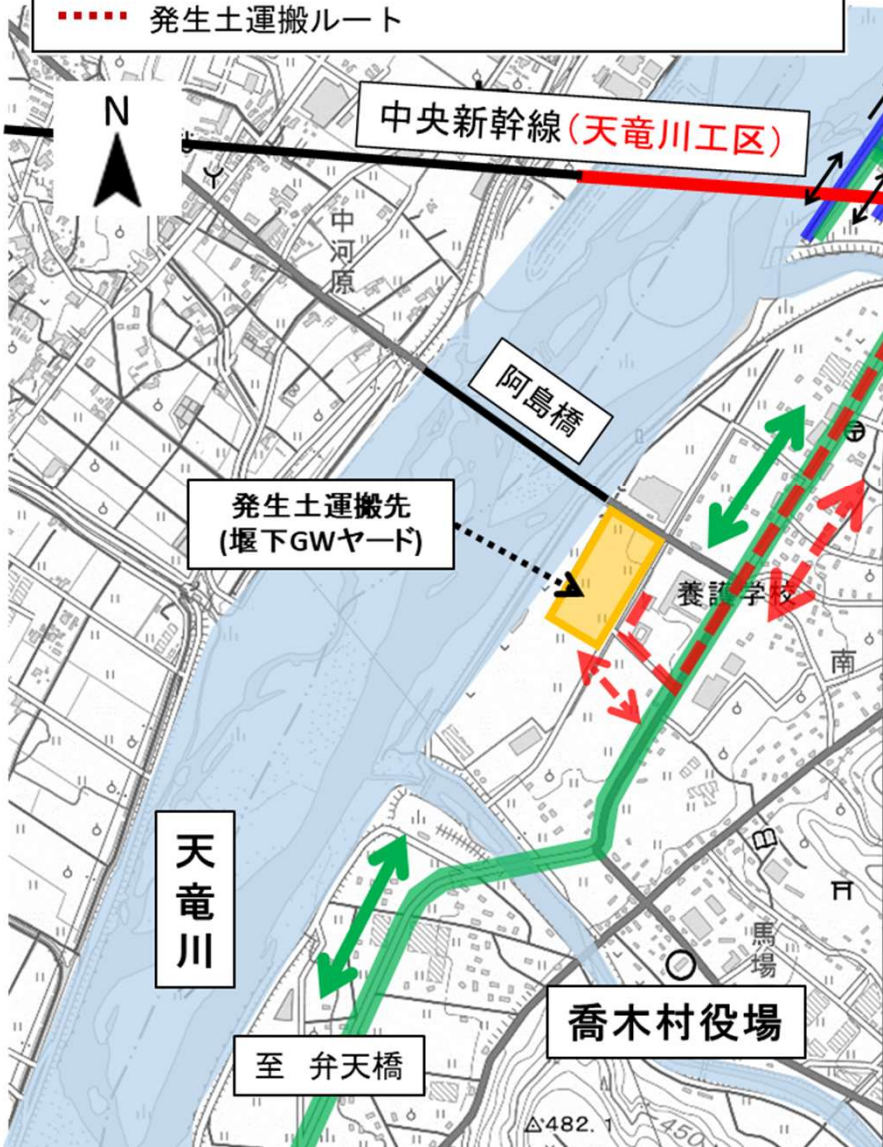 発生土運搬ルート
N
中央新幹線(天竜川工区)
中河原
阿島橋
発生土運搬先
(堰下GWヤード)
養護学校
南
天竜川
馬場
喬木村役場
至 弁天橋
482.1
450